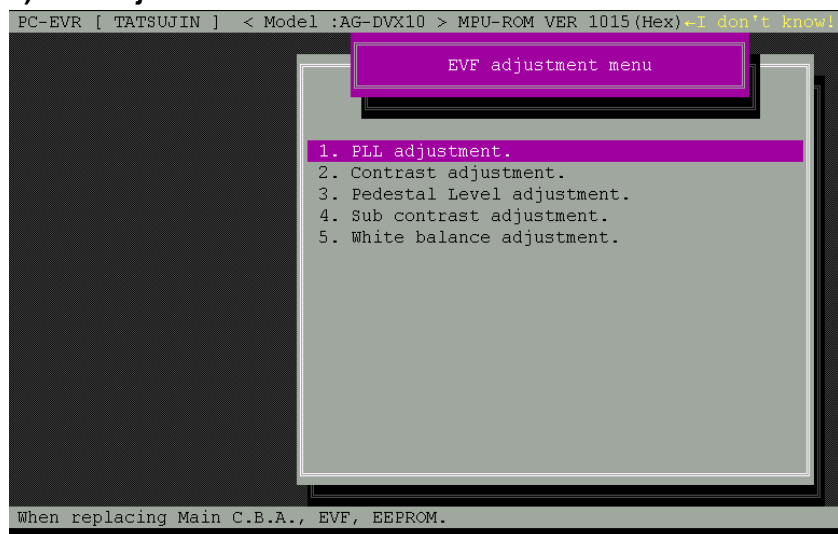 PC-EVR [ TATSUJIN ] < Model :AG-DVX10 > MPU-ROM VER 1015(Hex)←I don't know!
EVF adjustment menu
1. PLL adjustment.
2. Contrast adjustment.
3. Pedestal Level adjustment.
4. Sub contrast adjustment.
5. White balance adjustment.
When replacing Main C.B.A., EVF, EEPROM.